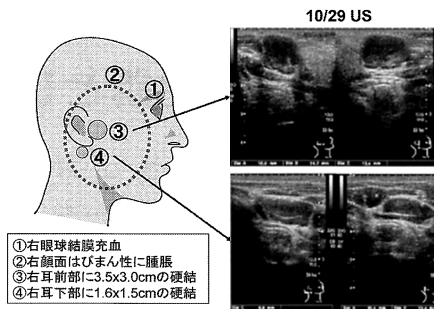 10/29 US
②
①
③
④
①右眼球結膜充血
②右顔面はびまん性に腫脹
③右耳前部に3.5x3.0cmの硬結
④右耳下部に1.6x1.5cmの硬結